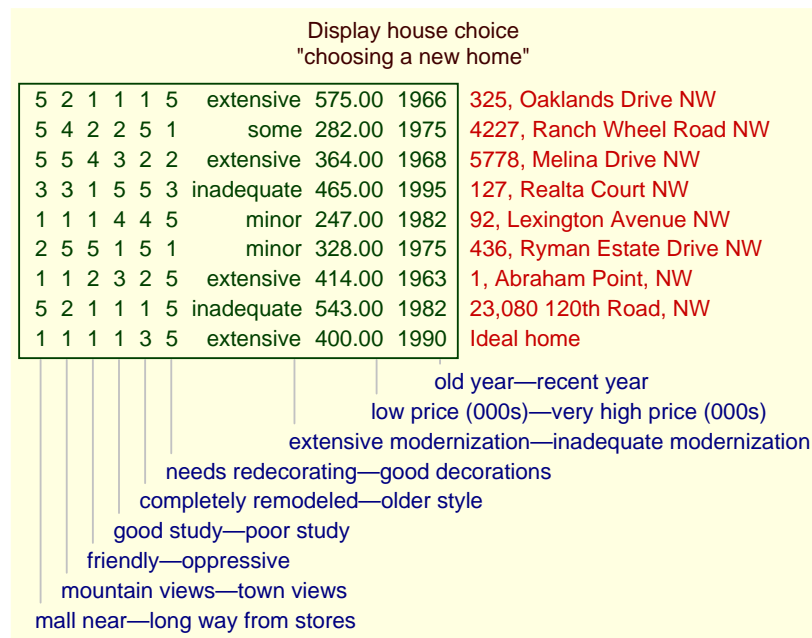 Display house choice
"choosing a new home"
5 2 1 1 1 5 extensive 575.00 1966 325, Oaklands Drive NW
5 4 2 2 5 1 some 282.00 1975 4227, Ranch Wheel Road NW
5 5 4 3 2 2 extensive 364.00 1968 5778, Melina Drive NW
3 3 1 5 5 3 inadequate 465.00 1995 127, Realta Court NW
1 1 1 4 4 5 minor 247.00 1982 92, Lexington Avenue NW
2 5 5 1 5 1 minor 328.00 1975 436, Ryman Estate Drive NW
1 1 2 3 2 5 extensive 414.00 1963 1, Abraham Point, NW
5 2 1 1 1 5 inadequate 543.00 1982 23,080 120th Road, NW
1 1 1 1 3 5 extensive 400.00 1990 Ideal home
old year—recent year
low price (000s)—very high price (000s)
extensive modernization—inadequate modernization
needs redecorating—good decorations
completely remodeled—older style
good study—poor study
friendly—oppressive
mountain views—town views
mall near—long way from stores